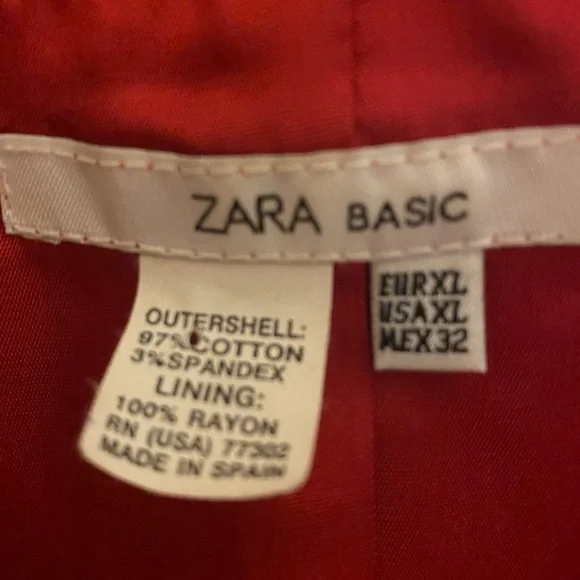 ZARA BASIC
OUTERSHELL:
97% COTTON
3% SPANDEX
LINING:
100% RAYON
RN (USA) 77302
MADE IN SPAIN
EUR XL
USA XL
MEX 32